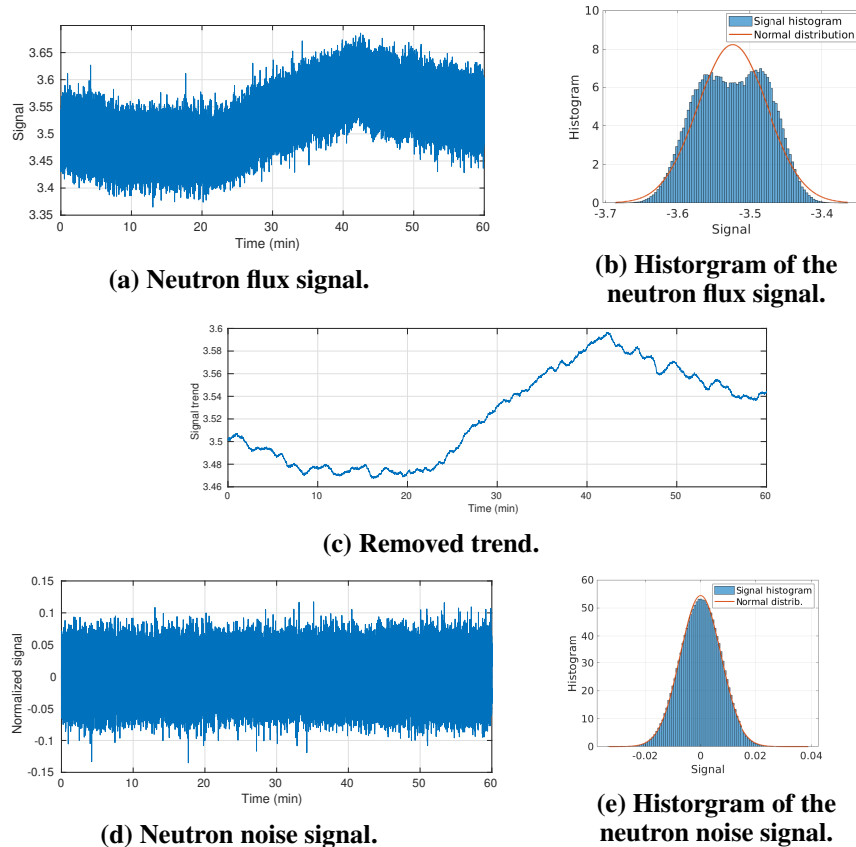 3.65
3.6
3.55
3.5
3.45
3.4
3.35
Signal
0 10 20 30 40 50 60
Time (min)
(a) Neutron flux signal.
Signal histogram
Normal distribution
10
8
6
4
2
0
Histogram
-3.7 -3.6 -3.5 -3.4
Signal
(b) Historgram of the
neutron flux signal.
3.6
3.58
3.56
3.54
3.52
3.5
3.48
3.46
Signal trend
0 10 20 30 40 50 60
Time (min)
(c) Removed trend.
0.15
0.1
0.05
0
-0.05
-0.1
-0.15
Normalized signal
0 10 20 30 40 50 60
Time (min)
(d) Neutron noise signal.
Signal histogram
Normal distrib.
60
50
40
30
20
10
0
Histogram
-0.02 0 0.02 0.04
Signal
(e) Historgram of the
neutron noise signal.